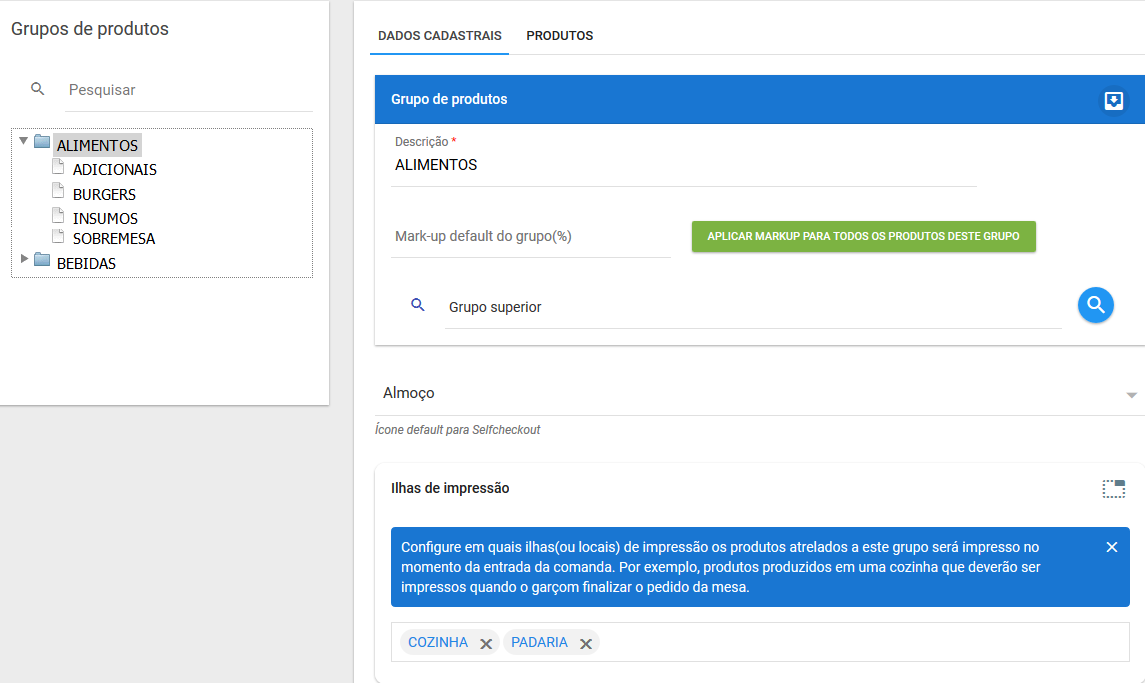 Grupos de produtos
Pesquisar
ALIMENTOS
ADICIONAIS
BURGERS
INSUMOS
SOBREMESA
BEBIDAS
DADOS CADASTRAIS PRODUTOS
Grupo de produtos
Descrição *
ALIMENTOS
Mark-up default do grupo(%) APLICAR MARKUP PARA TODOS OS PRODUTOS DESTE GRUPO
Grupo superior
Almoço
Ícone default para Selfcheckout
Ilhas de impressão
Configure em quais ilhas(ou locais) de impressão os produtos atrelados a este grupo será impresso no
momento da entrada da comanda. Por exemplo, produtos produzidos em uma cozinha que deverão ser
impressos quando o garçom finalizar o pedido da mesa.
COZINHA PADARIA